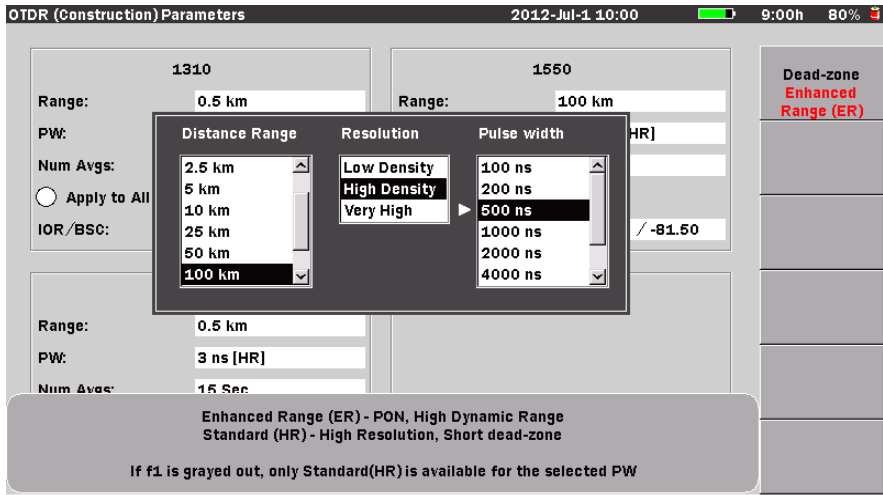 OTDR (Construction) Parameters 2012-Jul-1 10:00 9:00h 80%
1310
Range: 0.5 km
PW:
Num Avgs:
Apply to All
IOR/BSC:
1550
Range: 100 km
HR]
/ -81.50
Distance Range
2.5 km
5 km
10 km
25 km
50 km
100 km
Resolution
Low Density
High Density
Very High
Pulse width
100 ns
200 ns
500 ns
1000 ns
2000 ns
4000 ns
Range: 0.5 km
PW: 3 ns [HR]
Num Avgs: 15 Sec
Dead-zone
Enhanced
Range (ER)
Enhanced Range (ER) - PON, High Dynamic Range
Standard (HR) - High Resolution, Short dead-zone
If f1 is grayed out, only Standard(HR) is available for the selected PW